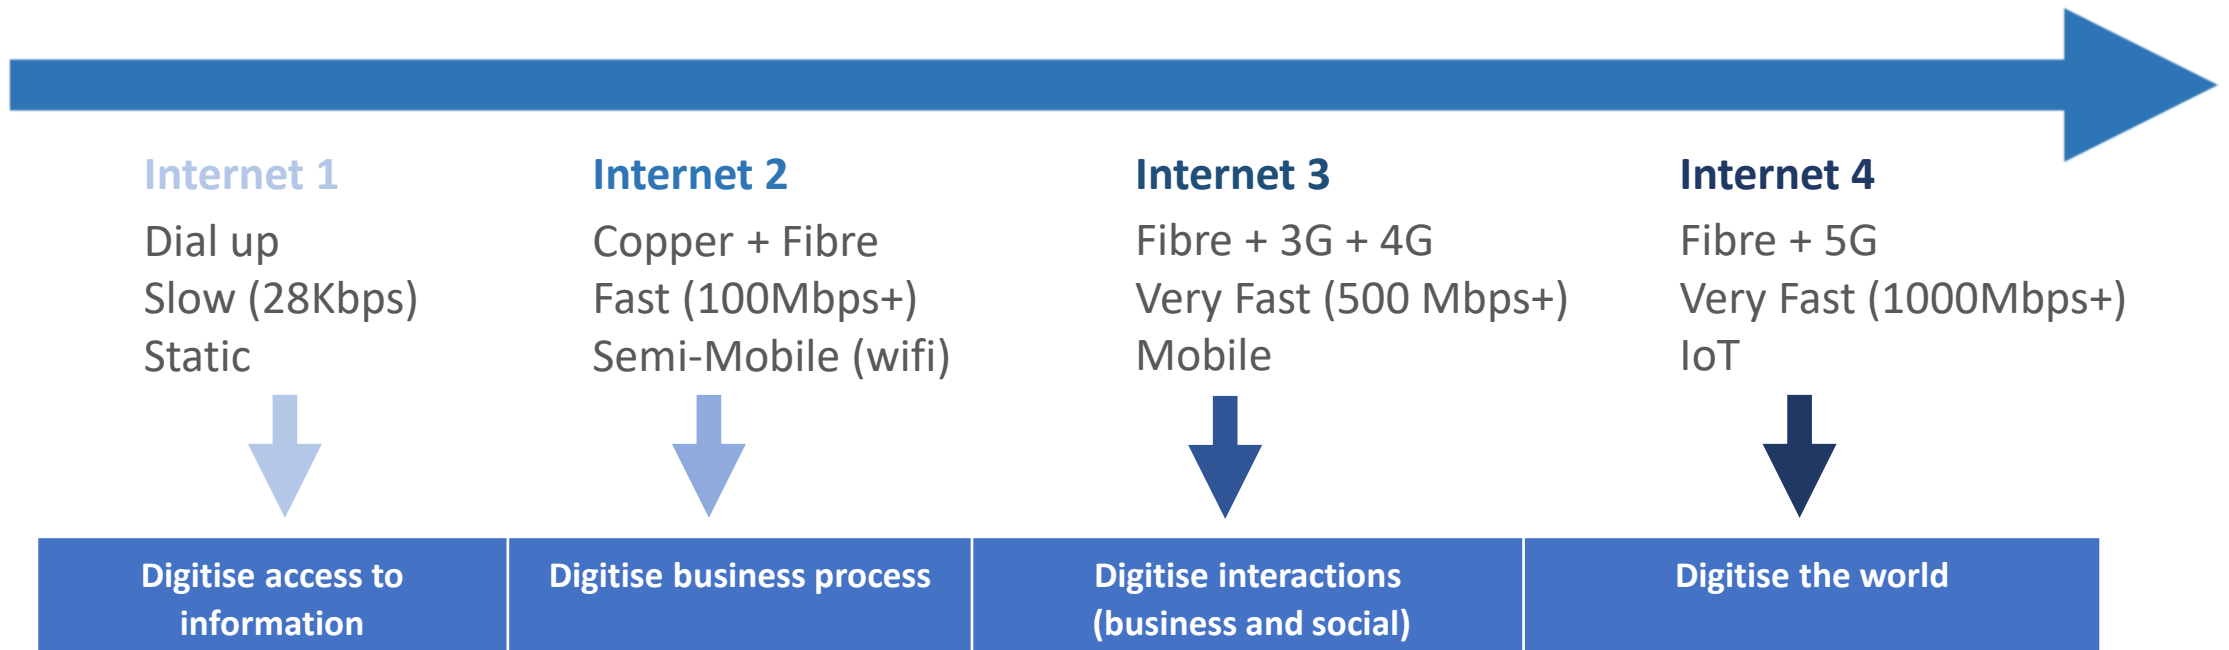 Internet 1
Dial up
Slow (28Kbps)
Static
Internet 2
Copper + Fibre
Fast (100Mbps+)
Semi-Mobile (wifi)
Internet 3
Fibre + 3G + 4G
Very Fast (500 Mbps+)
Mobile
Internet 4
Fibre + 5G
Very Fast (1000Mbps+)
IoT
Digitise access to
information
Digitise business process
Digitise interactions
(business and social)
Digitise the world